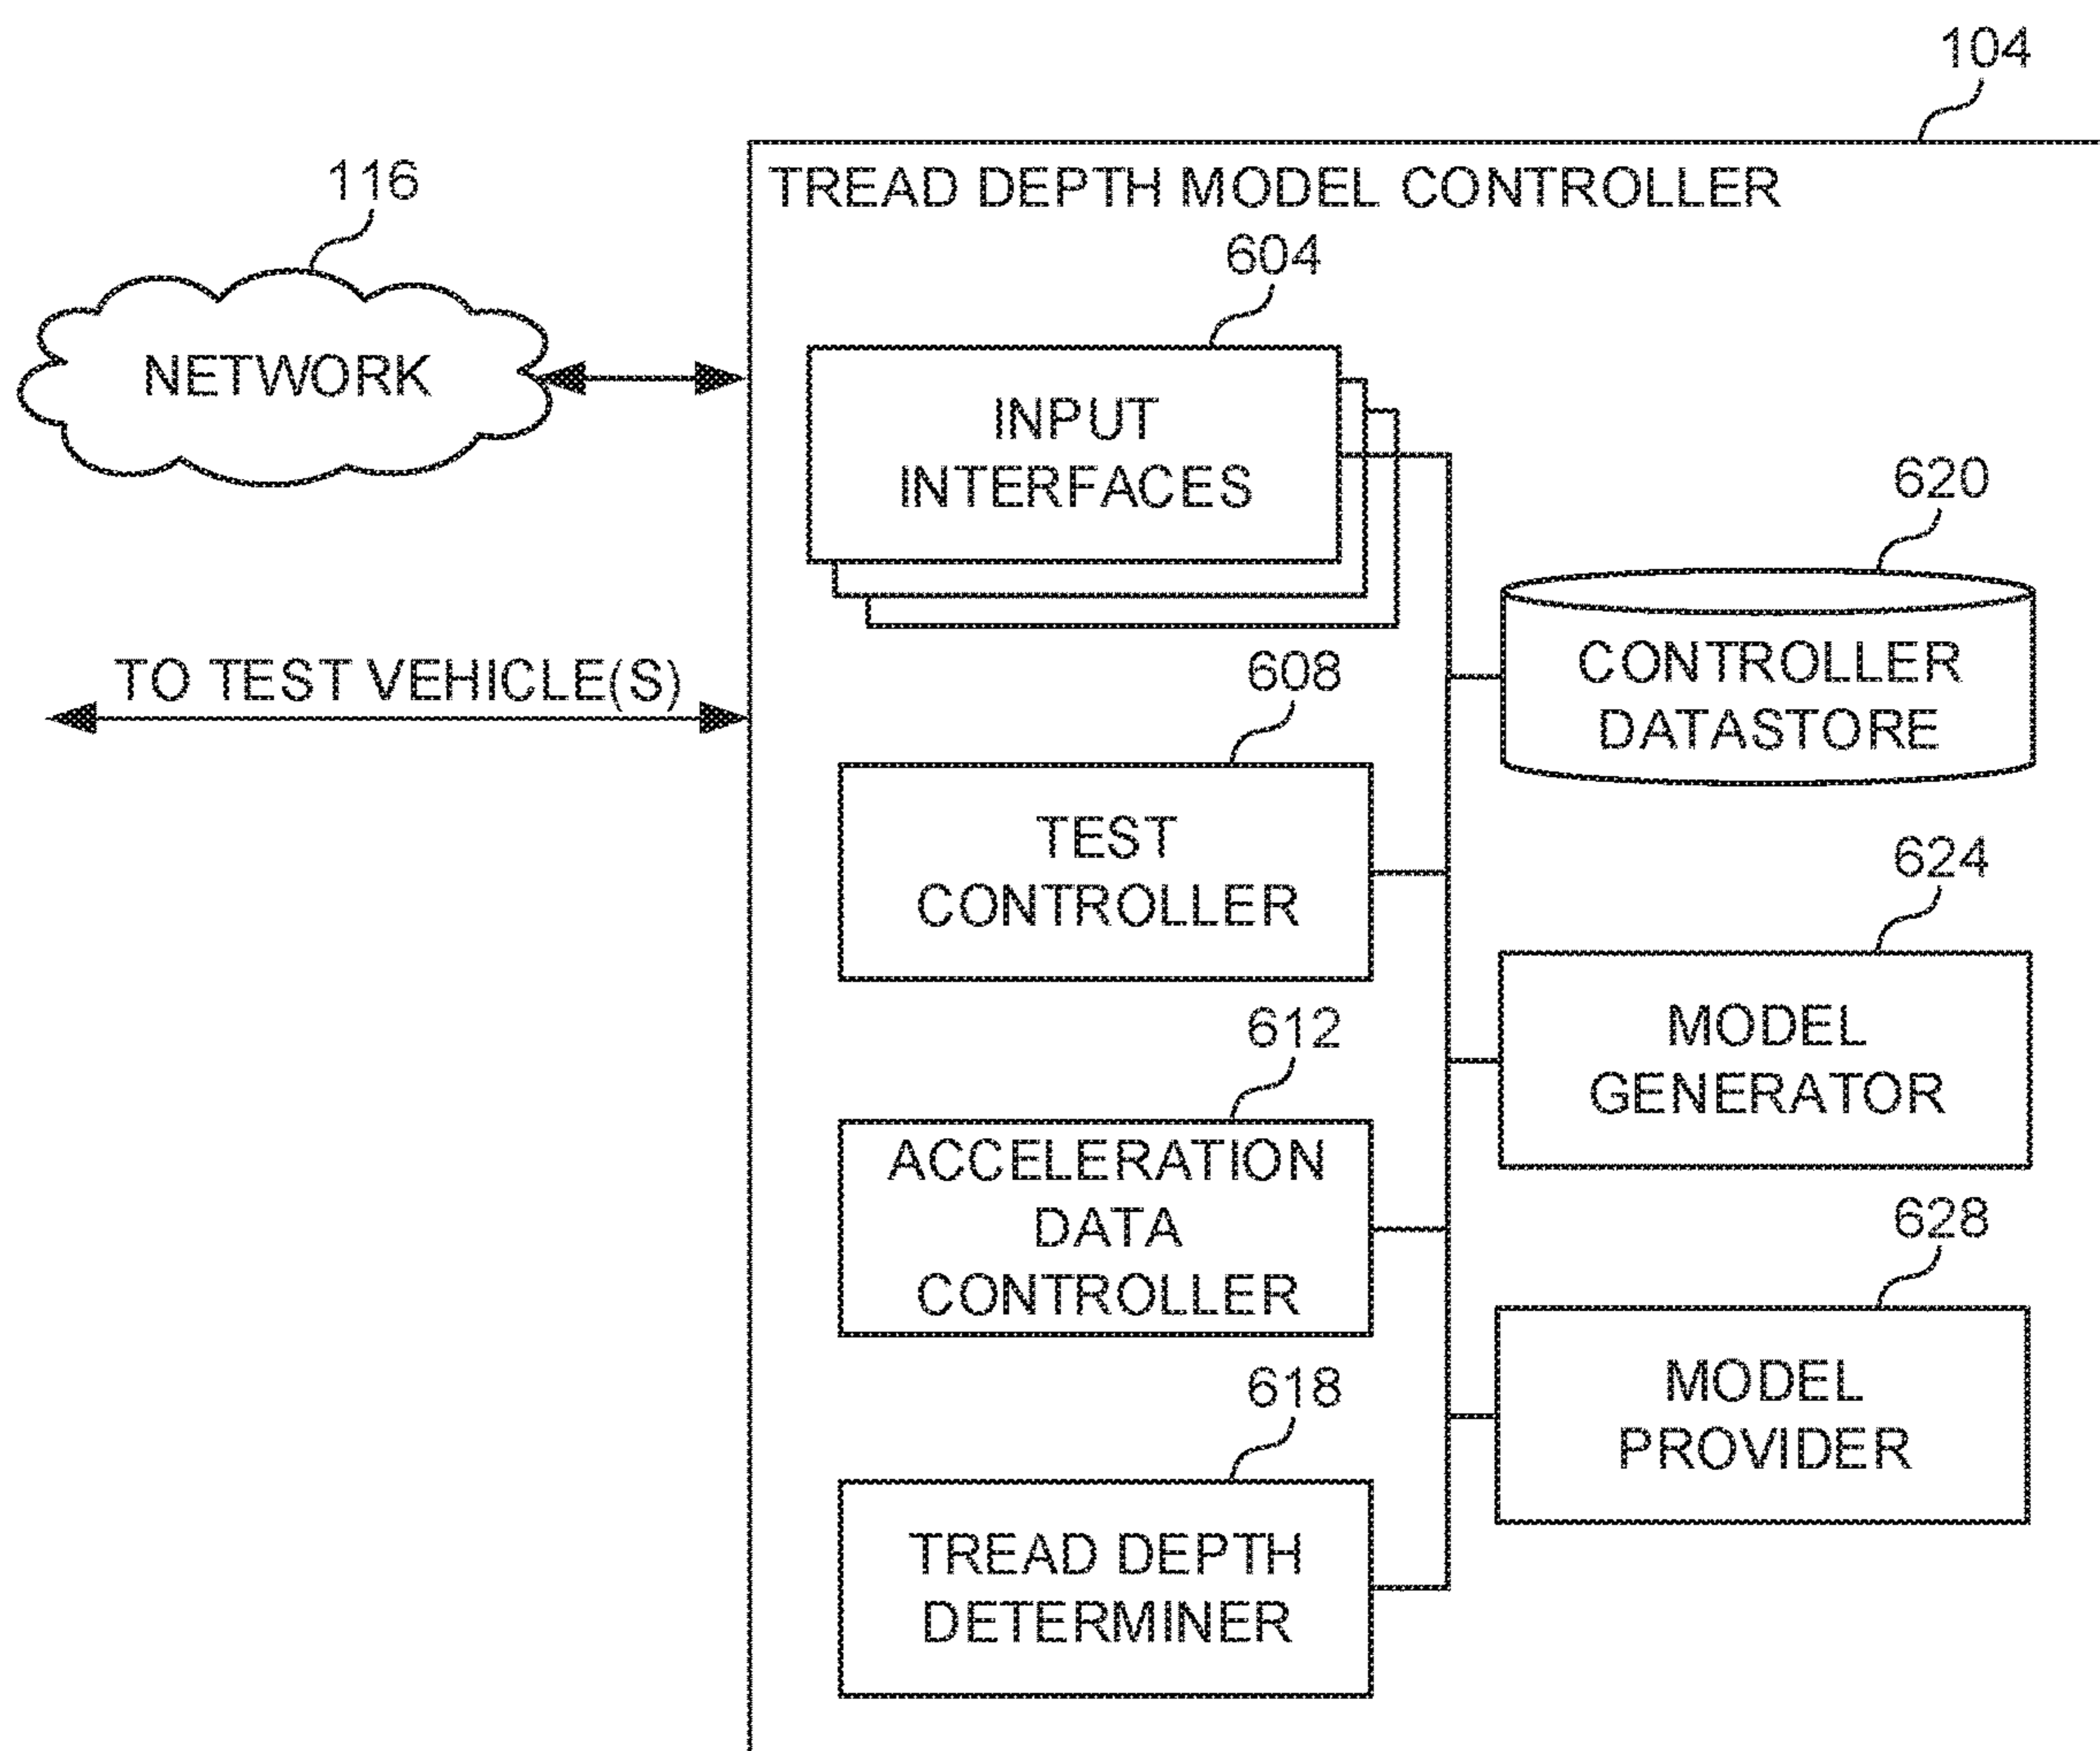 104
116
TREAD DEPTH MODEL CONTROLLER
604
NETWORK
INPUT
INTERFACES
620
TO TEST VEHICLE(S)
608
CONTROLLER
DATASTORE
TEST
CONTROLLER
624
MODEL
GENERATOR
612
ACCELERATION
DATA
CONTROLLER
628
MODEL
PROVIDER
618
TREAD DEPTH
DETERMINER